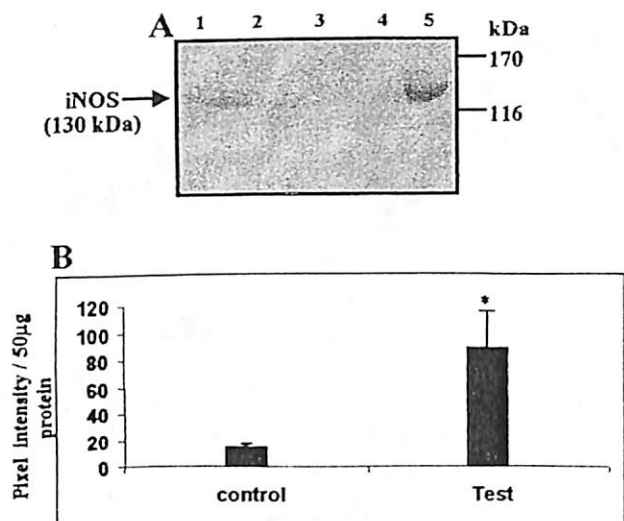 A 1 2 3 4 5 kDa
170
iNOS
(130 kDa)
116
B
Pixel Intensity / 50µg
protein
120
100
80
60
40
20
0
*
control Test